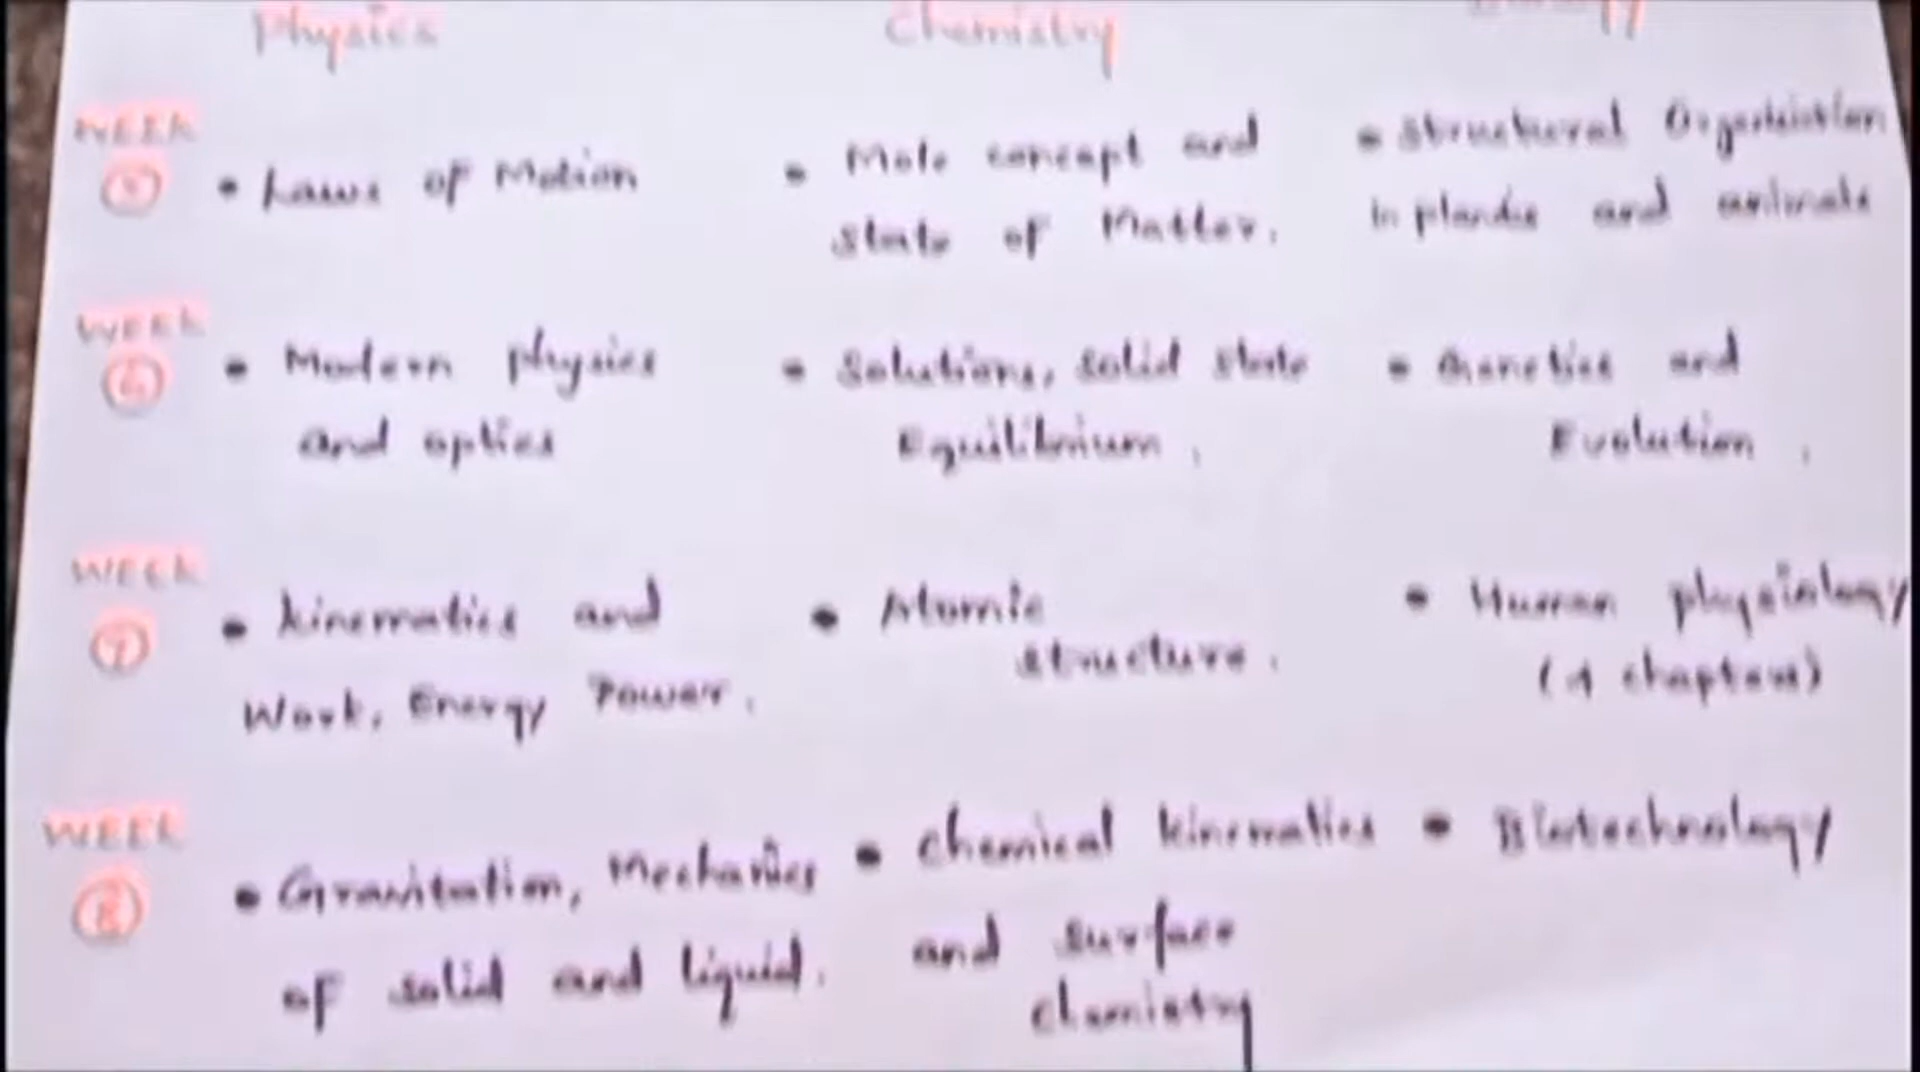 Physics Chemistry Biology
WEEK
5
• Laws of Motion
• Mole concept and
state of Matter.
• Structural Organisation
in plants and animals
WEEK
6
• Modern physics
and optics
• Solutions, solid state
Equilibrium,
• Genetics and
Evolution,
WEEK
7
• kinematics and
Work, Energy Power,
• Atomic
structure,
• Human physiology
(4 chapters)
WEEK
8
• Gravitation, Mechanics
of solid and liquid,
• Chemical kinematics
and surface
chemistry
• Biotechnology